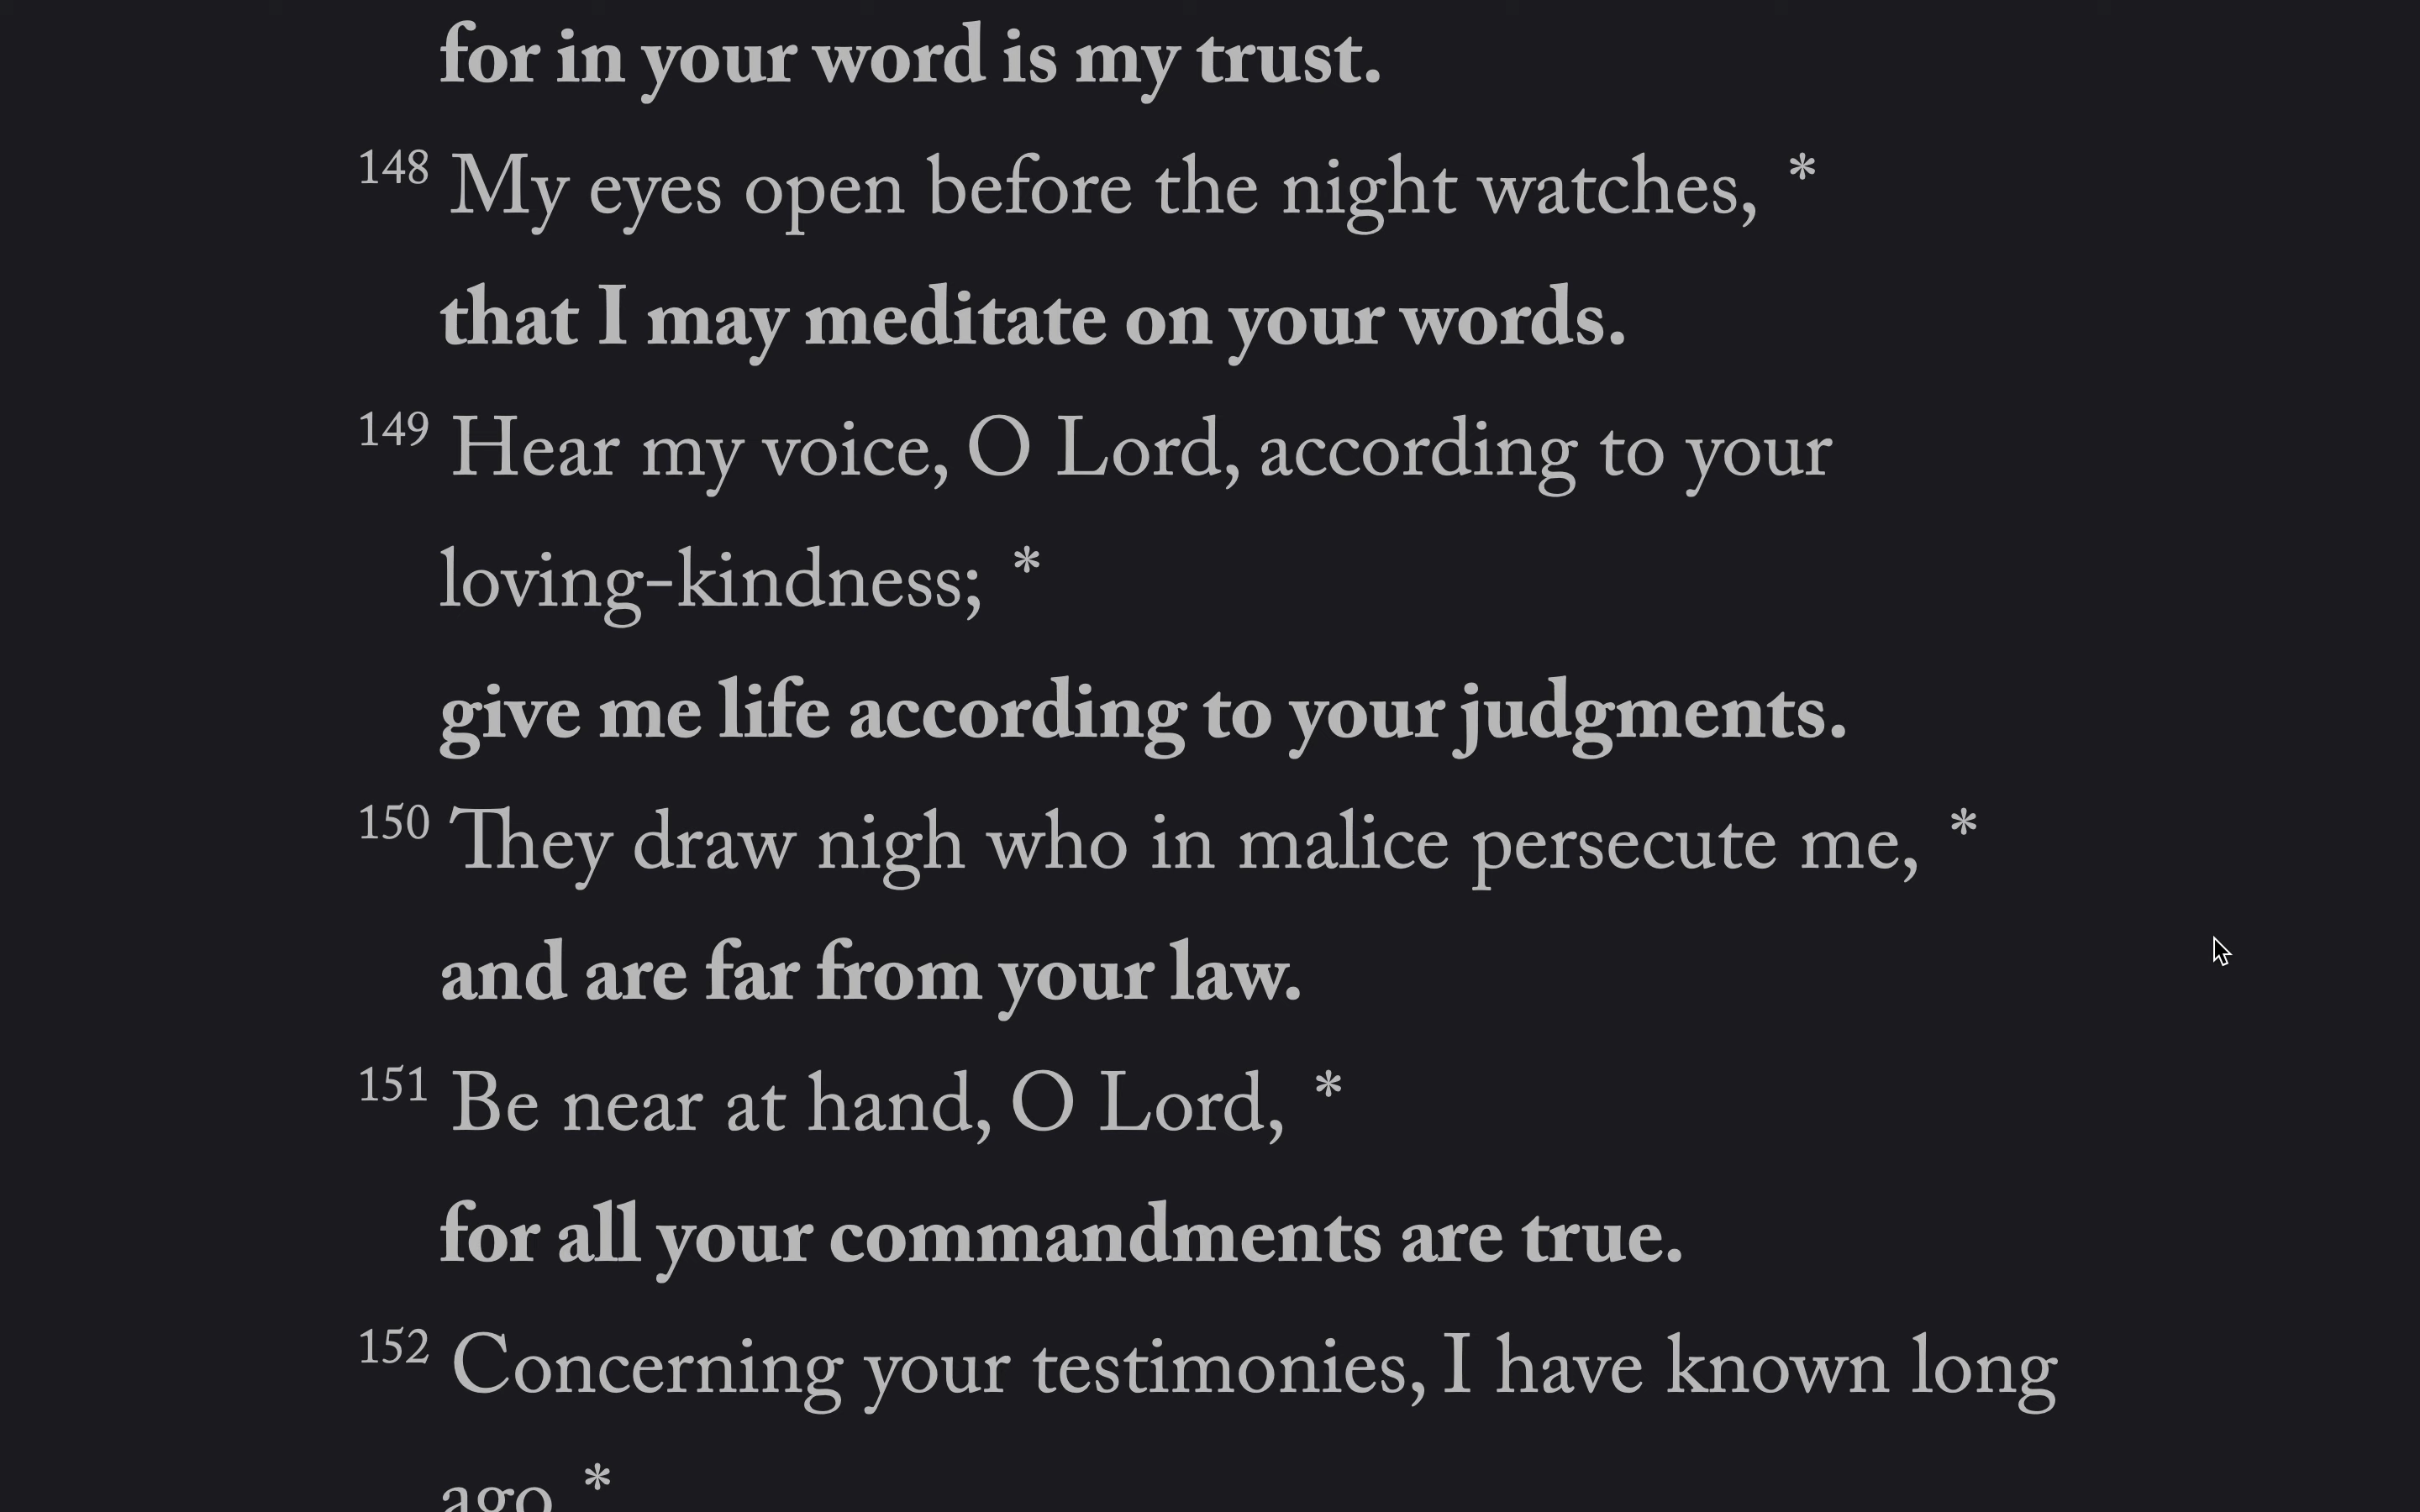 for in your word is my trust.
148 My eyes open before the night watches, *
that I may meditate on your words.
149 Hear my voice, O Lord, according to your
loving-kindness; *
give me life according to your judgments.
150 They draw nigh who in malice persecute me, *
and are far from your law.
151 Be near at hand, O Lord, *
for all your commandments are true.
152 Concerning your testimonies, I have known long
ago *